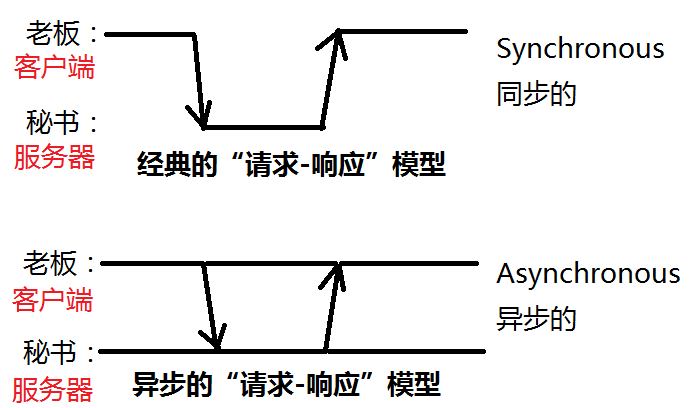 老板：
客户端
Synchronous
同步的
秘书：
服务器
经典的“请求-响应”模型
老板：
客户端
Asynchronous
异步的
秘书：
服务器
异步的“请求-响应”模型